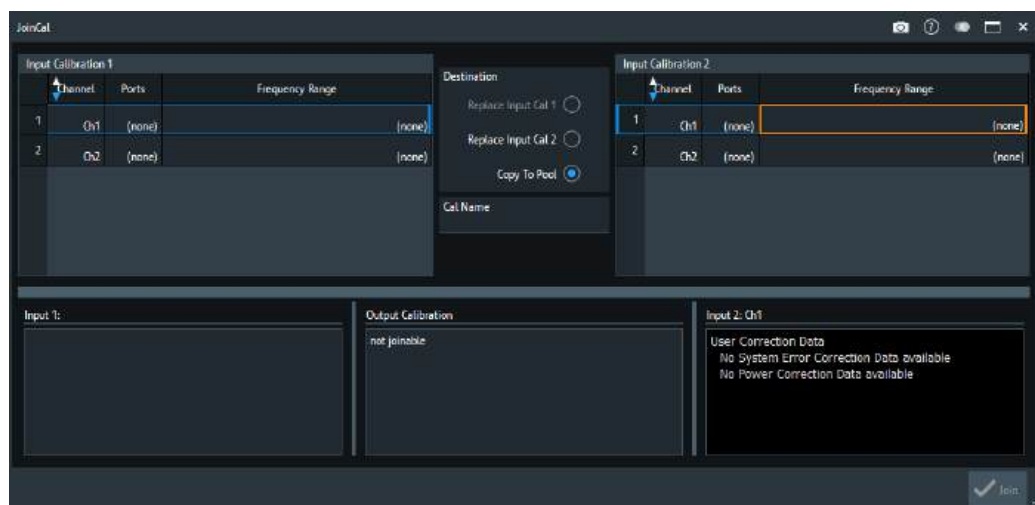 JoinCal
Input Calibration 1
Channel Ports Frequency Range
1 Ch1 (none) (none)
2 Ch2 (none) (none)
Destination
Replace Input Cal 1
Replace Input Cal 2
Copy To Pool
Cal Name
Input Calibration 2
Channel Ports Frequency Range
1 Ch1 (none) (none)
2 Ch2 (none) (none)
Input 1:
Output Calibration
not joinable
Input 2: Ch1
User Correction Data
No System Error Correction Data available
No Power Correction Data available
Join